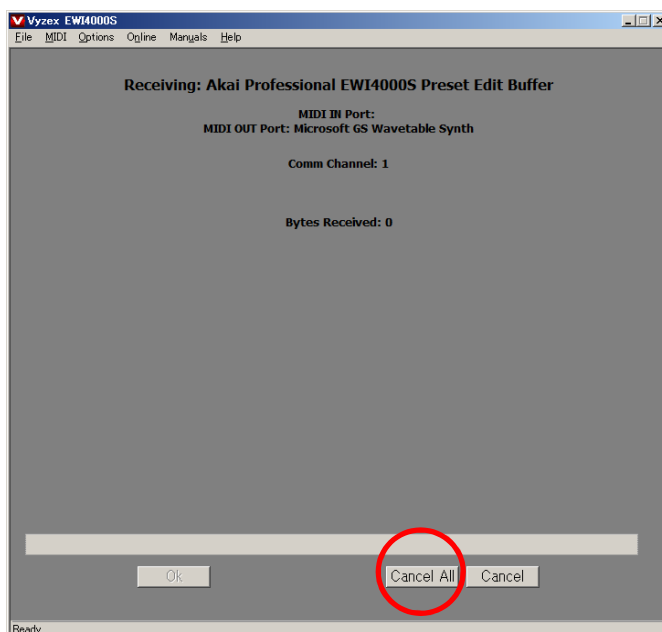 Vyzex EWI4000S
File MIDI Options Online Manuals Help
Receiving: Akai Professional EWI4000S Preset Edit Buffer
MIDI IN Port:
MIDI OUT Port: Microsoft GS Wavetable Synth
Comm Channel: 1
Bytes Received: 0
Ok Cancel All Cancel
Ready